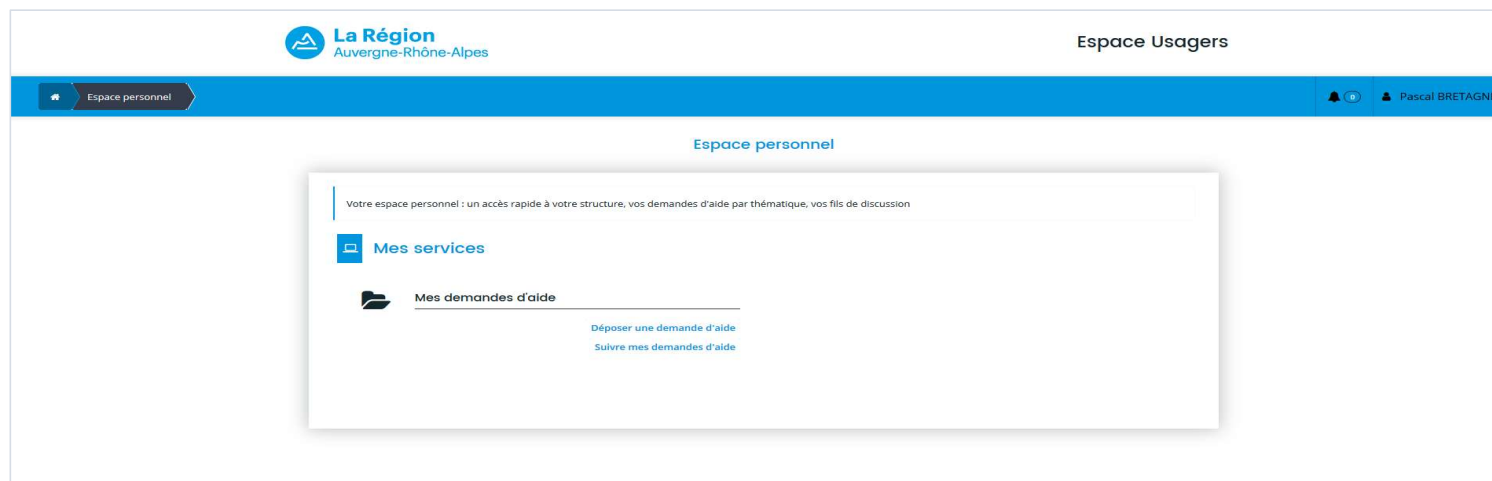 La Région
Auvergne-Rhône-Alpes
Espace Usagers
Espace personnel
0
Pascal BRETAGN
Espace personnel
Votre espace personnel : un accès rapide à votre structure, vos demandes d'aide par thématique, vos fils de discussion
Mes services
Mes demandes d'aide
Déposer une demande d'aide
Suivre mes demandes d'aide